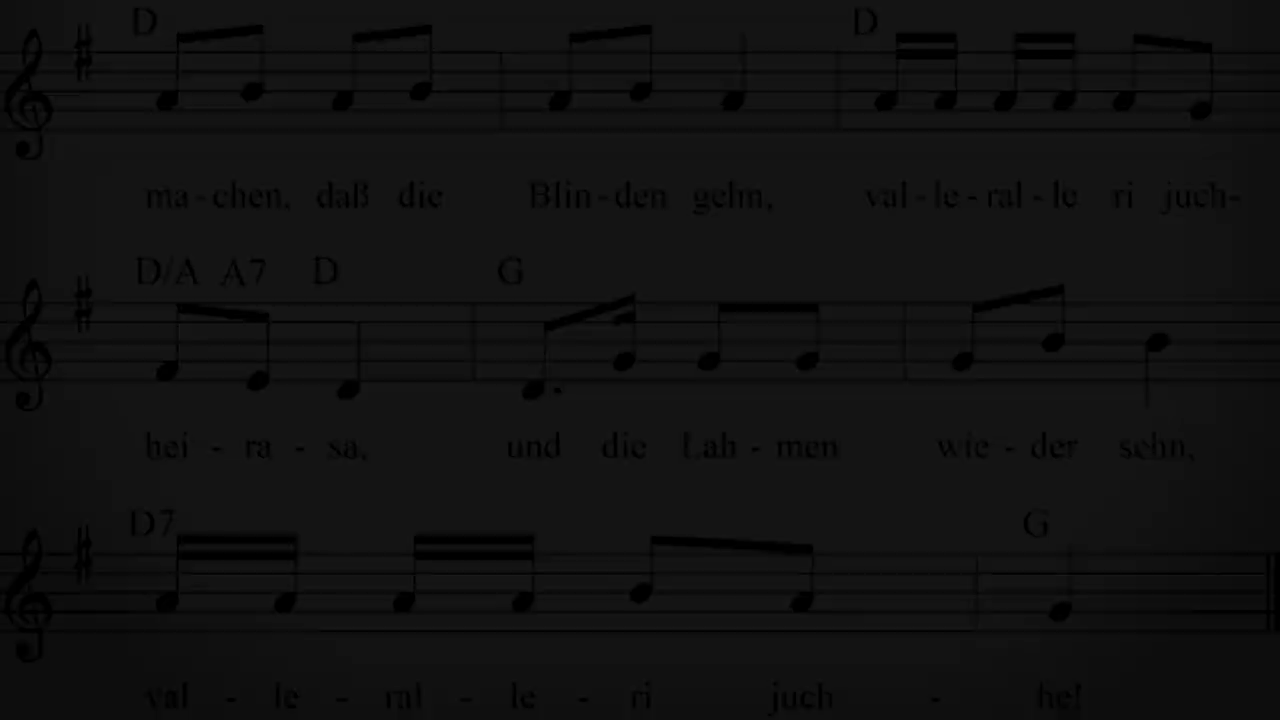 D D
ma - chen, daß die Blin - den gehn, val - le - ral - le ri juch-
D/A A7 D G
hei - ra - sa, und die Lah - men wie - der sehn,
D7 G
val - le - ral - le - ri juch - he!